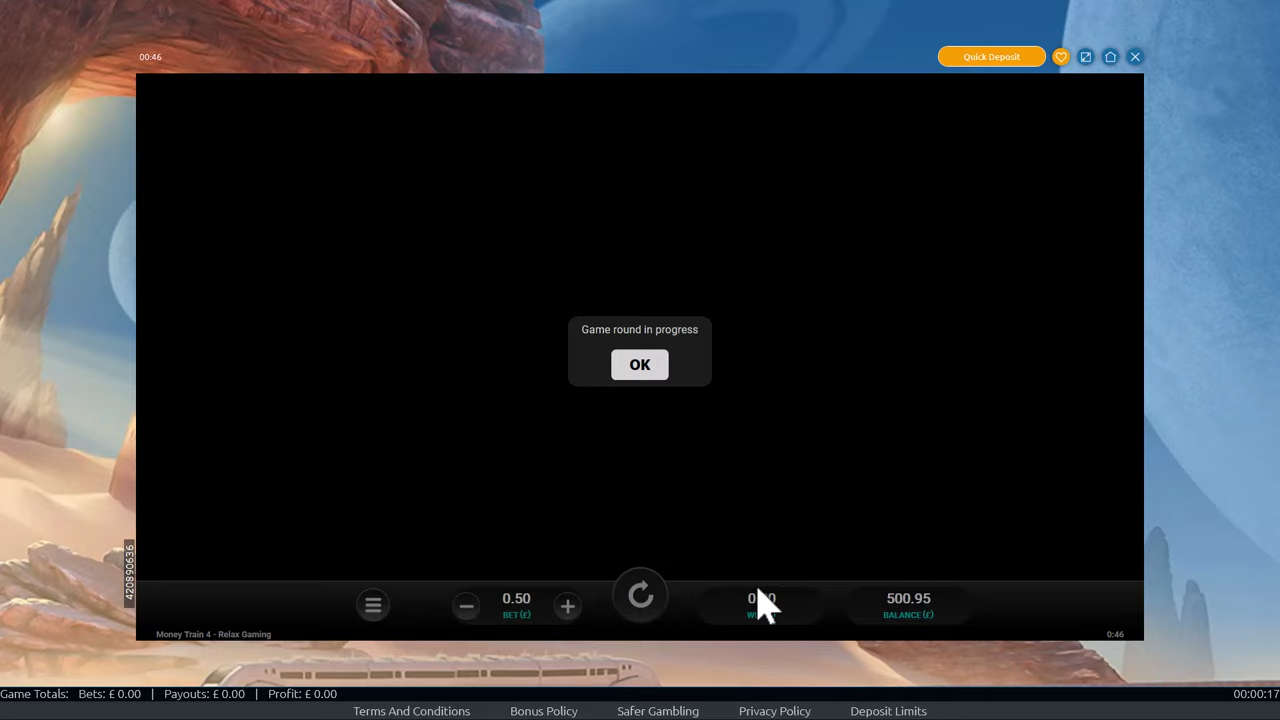 00:46
Quick Deposit
Game round in progress
OK
420890636
0.50
BET (£)
500.95
BALANCE (£)
Money Train 4 - Relax Gaming
0:46
Game Totals: Bets: £ 0.00 | Payouts: £ 0.00 | Profit: £ 0.00
00:00:17
Terms And Conditions
Bonus Policy
Safer Gambling
Privacy Policy
Deposit Limits